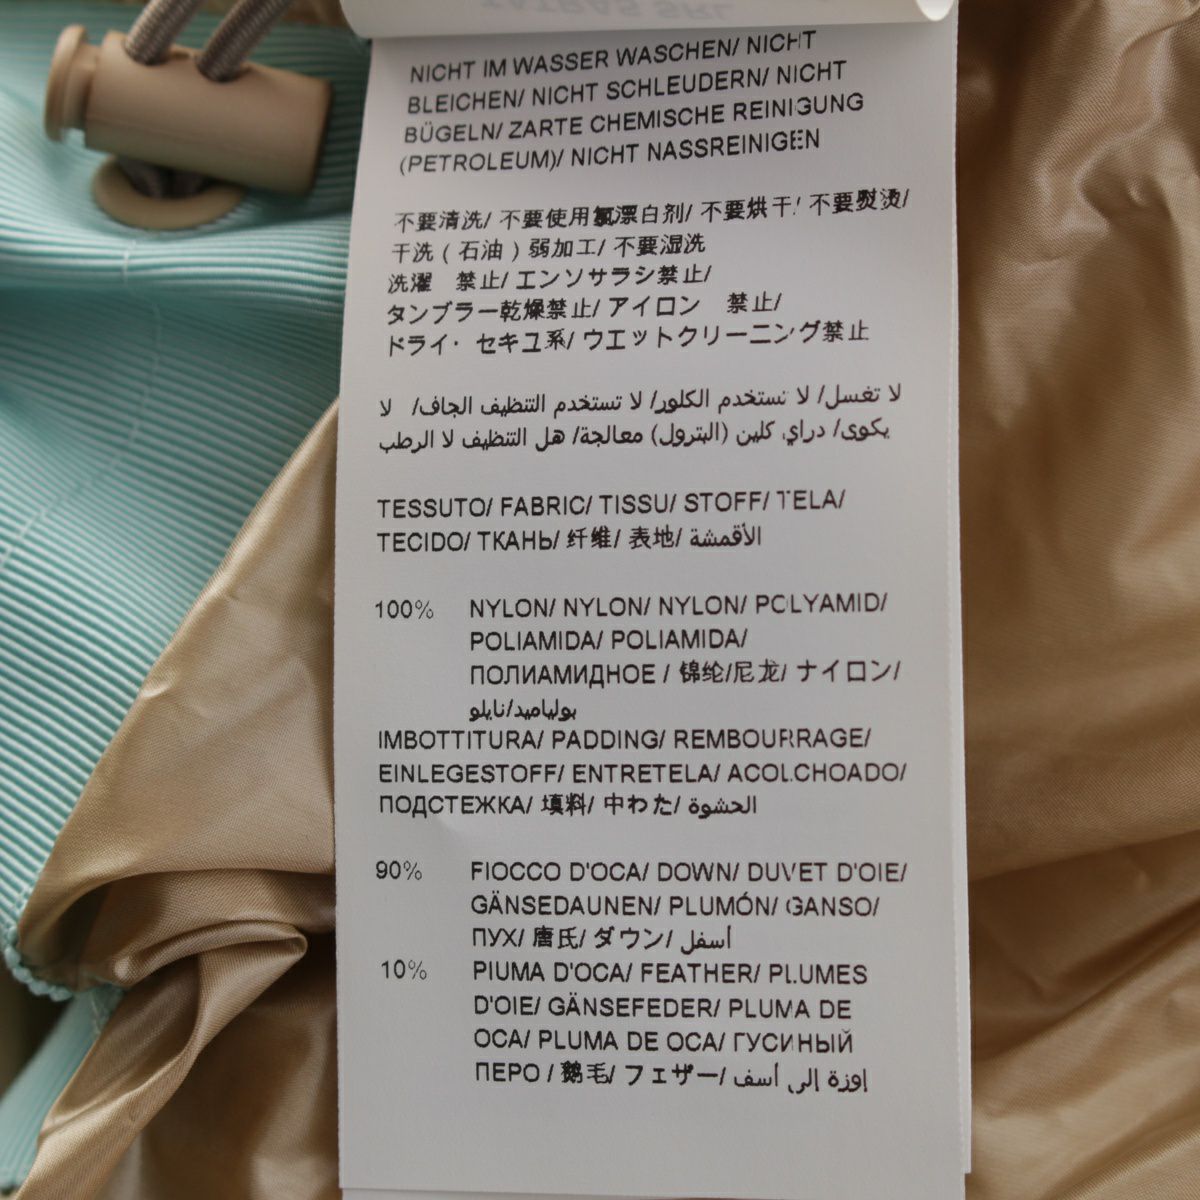 NICHT IM WASSER WASCHEN/ NICHT
BLEICHEN/ NICHT SCHLEUDERN/ NICHT
BÜGELN/ ZARTE CHEMISCHE REINIGUNG
(PETROLEUM)/ NICHT NASSREINIGEN
不要清洗/ 不要使用氯漂白剂/ 不要烘干/ 不要熨烫/
干洗 ( 石油 ) 弱加工/ 不要湿洗
洗濯 禁止/ エンソサラシ禁止/
タンブラー乾燥禁止/ アイロン 禁止/
ドライ・ セキユ系/ ウエットクリーニング禁止
لا تغسل/ لا تستخدم الكلور/ لا تستخدم التنظيف الجاف/ لا
يكوى/ دراي كلين (البترول) معالجة/ هل التنظيف لا الرطب
TESSUTO/ FABRIC/ TISSU/ STOFF/ TELA/
TECIDO/ ТКАНЬ/ 纤维/ 表地/ الأقمشة
100% NYLON/ NYLON/ NYLON/ POLYAMID/
POLIAMIDA/ POLIAMIDA/
ПОЛИАМИДНОЕ / 锦纶/尼龙/ ナイロン/
بولياميد/نايلو
IMBOTTITURA/ PADDING/ REMBOURRAGE/
EINLEGESTOFF/ ENTRETELA/ ACOLCHOADO/
ПОДСТЕЖКА/ 填料/ 中わた/ الحشوة
90% FIOCCO D'OCA/ DOWN/ DUVET D'OIE/
GÄNSEDAUNEN/ PLUMÓN/ GANSO/
ПУХ/ 唐氏/ ダウン/ أسفل
10% PIUMA D'OCA/ FEATHER/ PLUMES
D'OIE/ GÄNSEFEDER/ PLUMA DE
OCA/ PLUMA DE OCA/ ГУСИНЫЙ
ПЕРО / 鹅毛/ フェザー/ إوزة إلى أسف